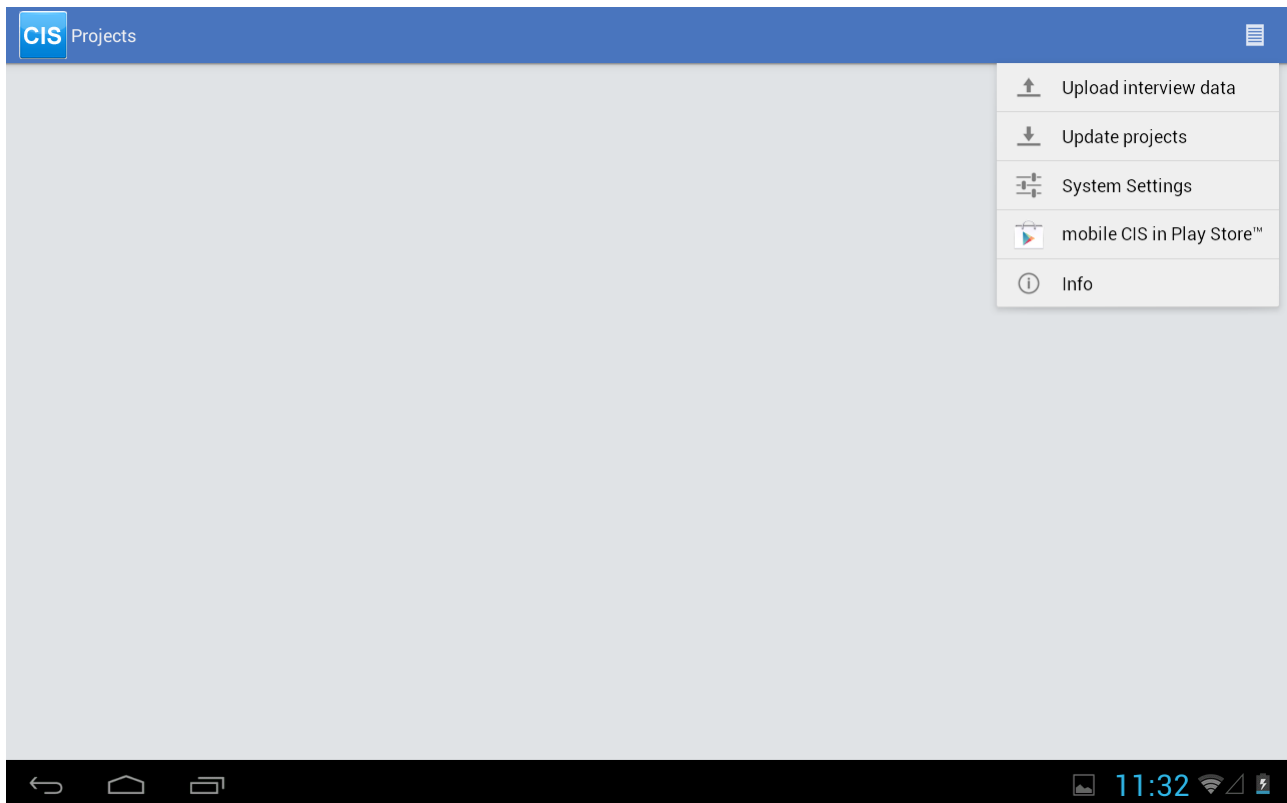 CIS Projects
Upload interview data
Update projects
System Settings
mobile CIS in Play Store™
Info
11:32